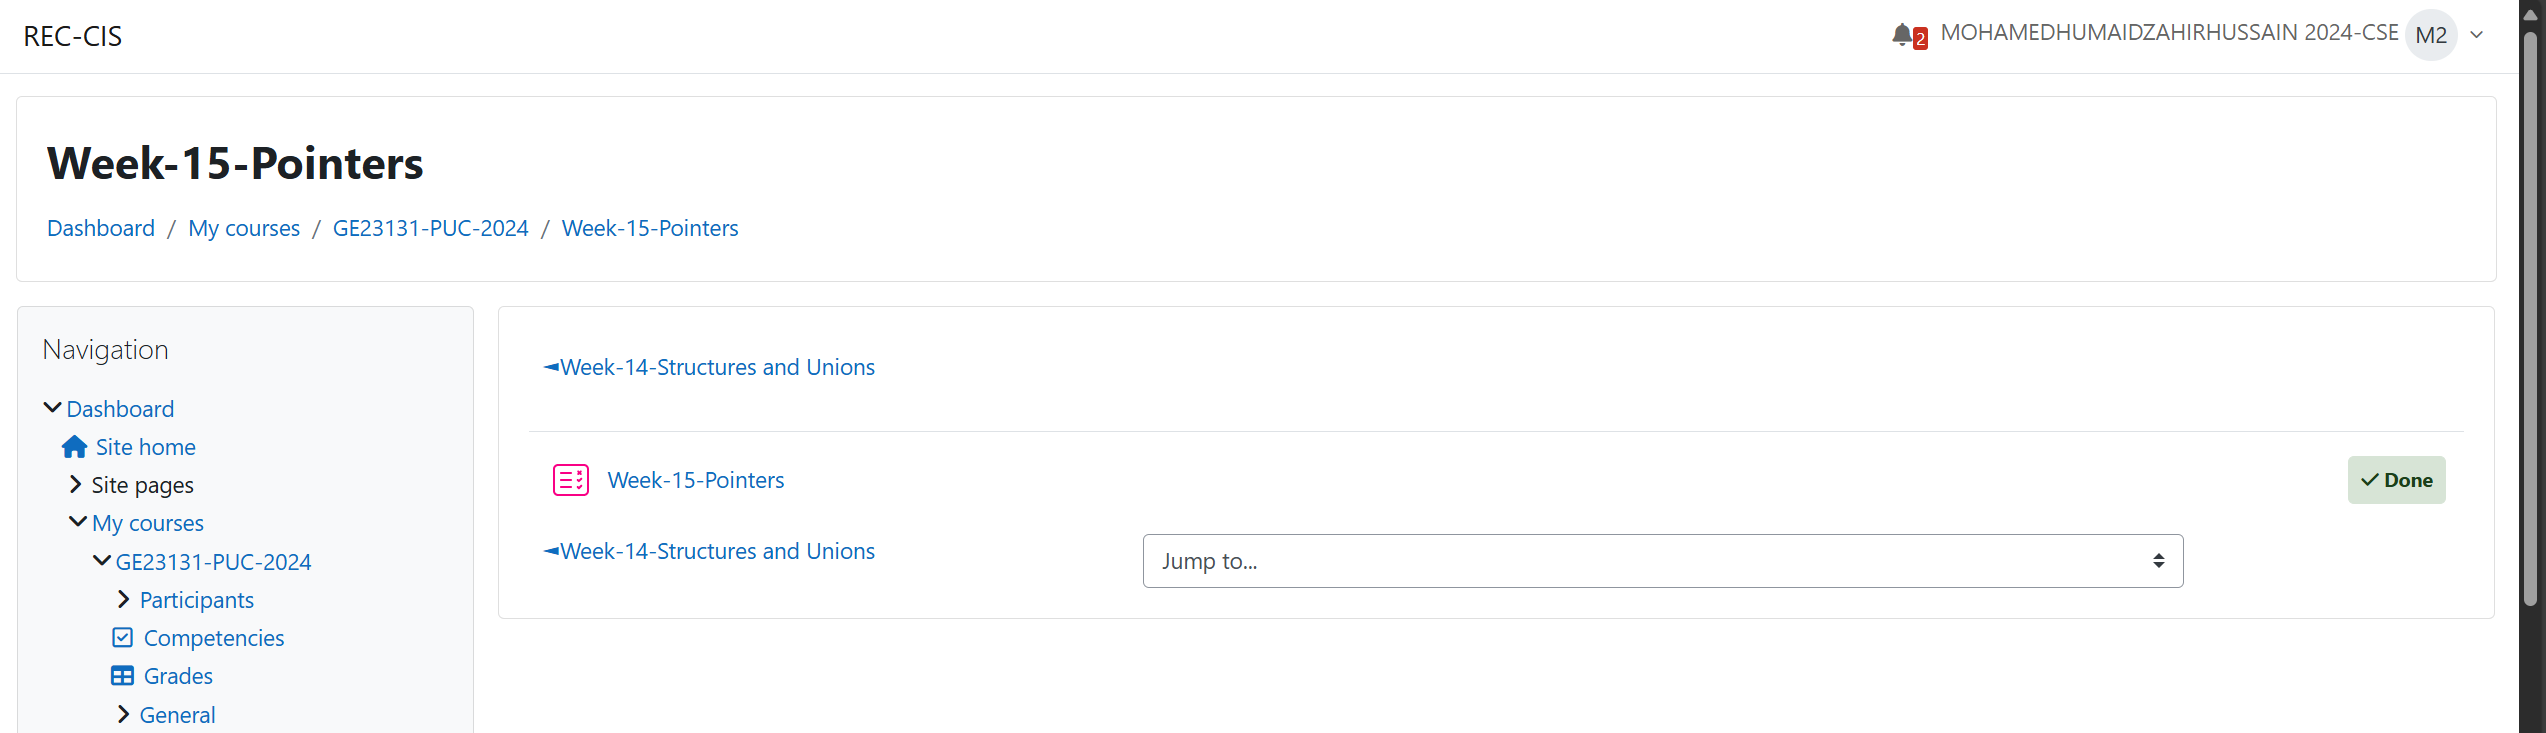 REC-CIS
2
MOHAMEDHUMAIDZAHIRHUSSAIN 2024-CSE
M2
Week-15-Pointers
Dashboard / My courses / GE23131-PUC-2024 / Week-15-Pointers
Navigation
Dashboard
Site home
Site pages
My courses
GE23131-PUC-2024
Participants
Competencies
Grades
General
◄Week-14-Structures and Unions
Week-15-Pointers
Done
◄Week-14-Structures and Unions
Jump to...